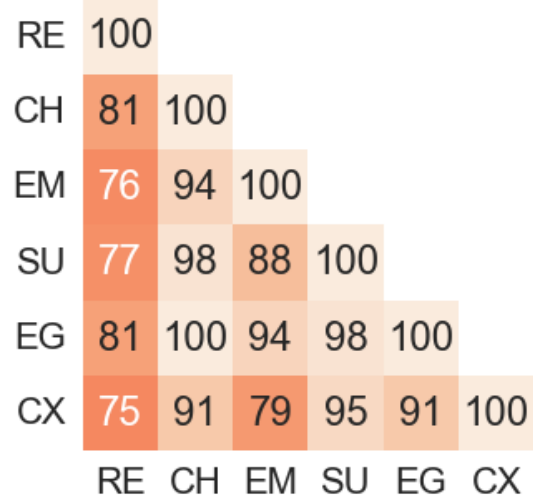 RE 100
CH 81 100
EM 76 94 100
SU 77 98 88 100
EG 81 100 94 98 100
CX 75 91 79 95 91 100
RE CH EM SU EG CX